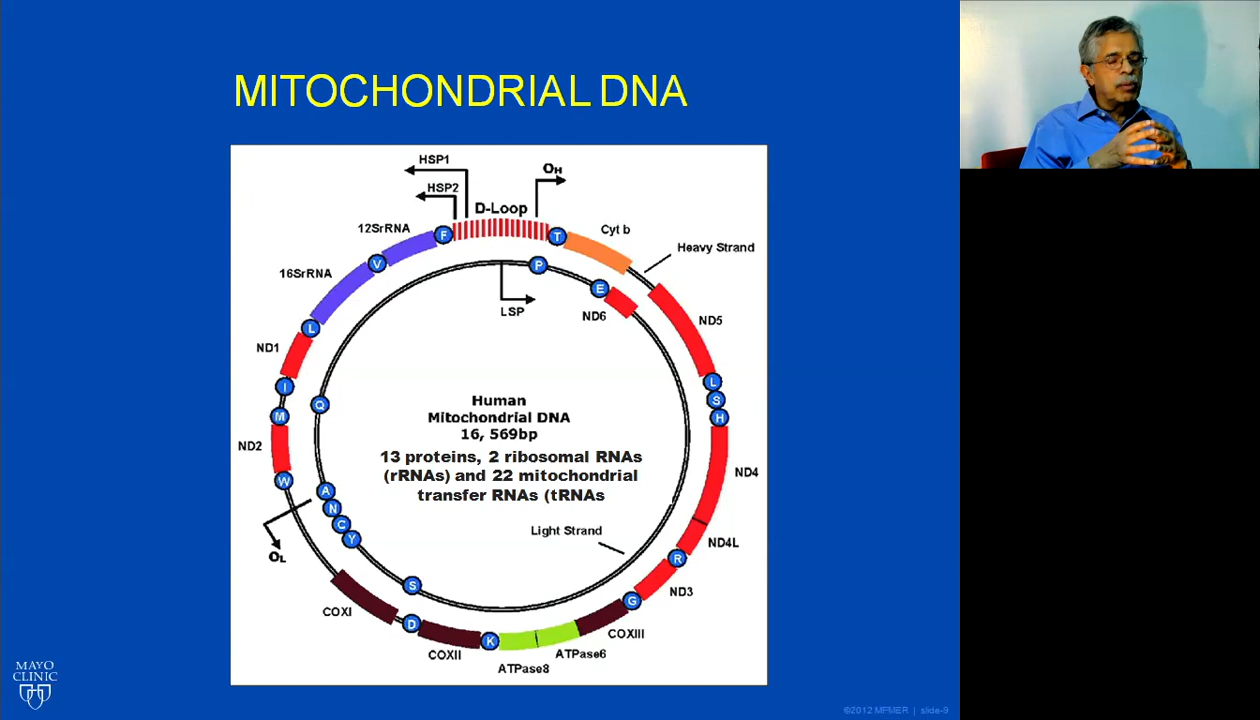 MITOCHONDRIAL DNA
HSP1
HSP2
D-Loop
OH
12SrRNA
F
T
Cyt b
Heavy Strand
V
16SrRNA
P
E
ND6
LSP
L
ND1
ND5
I
M
Q
L
S
H
ND2
W
Human
Mitochondrial DNA
16, 569bp
13 proteins, 2 ribosomal RNAs
(rRNAs) and 22 mitochondrial
transfer RNAs (tRNAs
ND4
A
N
C
Y
OL
Light Strand
ND4L
R
ND3
S
G
COXI
D
COXII
K
ATPase8
ATPase6
COXIII
MAYO
CLINIC
©2012 MFMER | slide-9